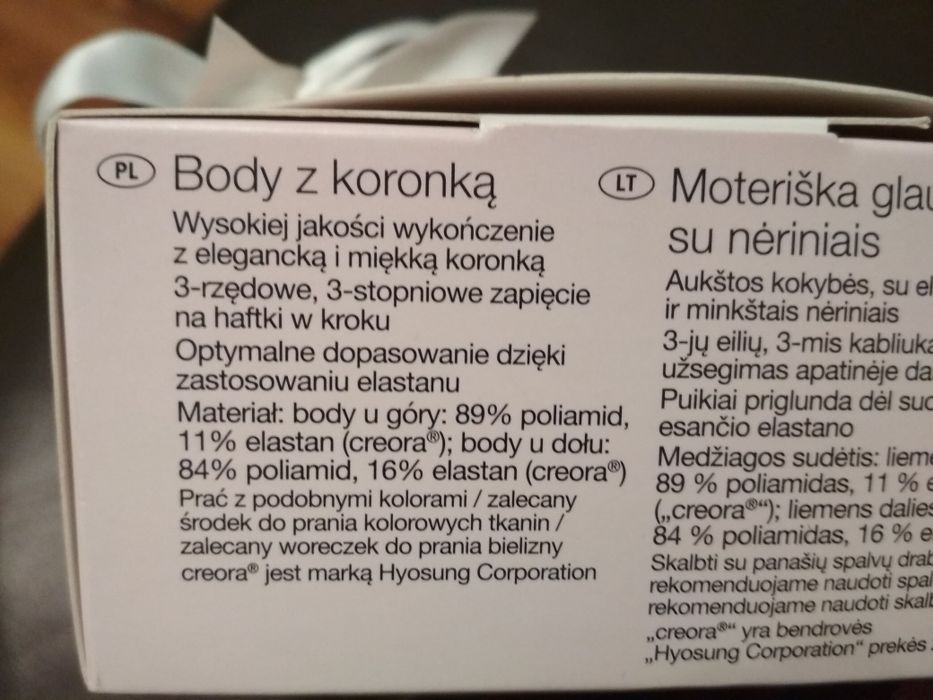 PL Body z koronką
Wysokiej jakości wykończenie
z elegancką i miękką koronką
3-rzędowe, 3-stopniowe zapięcie
na haftki w kroku
Optymalne dopasowanie dzięki
zastosowaniu elastanu
Materiał: body u góry: 89% poliamid,
11% elastan (creora®); body u dołu:
84% poliamid, 16% elastan (creora®)
Prać z podobnymi kolorami / zalecany
środek do prania kolorowych tkanin /
zalecany woreczek do prania bielizny
creora® jest marką Hyosung Corporation
LT Moteriška
su nėriniais
Aukštos kokybės, su
ir minkštais nėriniais
3-jų eilių, 3-mis
užsegimas apatinėje
Puikiai priglunda dėl
esančio elastano
Medžiagos sudėtis:
89 % poliamidas, 11 %
(„creora®“); liemens dalies
84 % poliamidas, 16 %
Skalbti su panašių spalvų
rekomenduojame naudoti
rekomenduojame naudoti
„creora®“ yra bendrovės
„Hyosung Corporation“ prekės